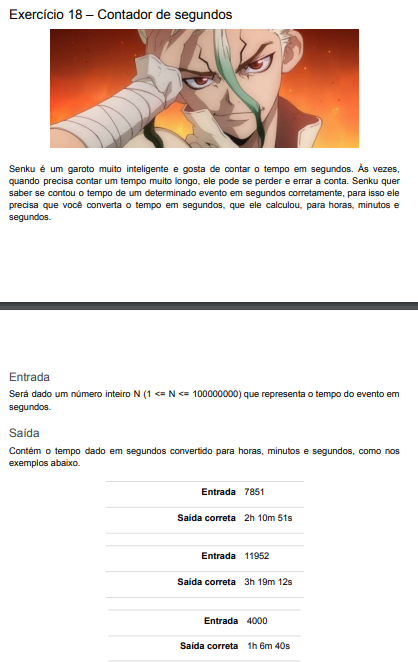 Exercício 18 – Contador de segundos
Senku é um garoto muito inteligente e gosta de contar o tempo em segundos. Às vezes,
quando precisa contar um tempo muito longo, ele pode se perder e errar a conta. Senku quer
saber se contou o tempo de um determinado evento em segundos corretamente, para isso ele
precisa que você converta o tempo em segundos, que ele calculou, para horas, minutos e
segundos.
Entrada
Será dado um número inteiro N (1 <= N <= 100000000) que representa o tempo do evento em
segundos.
Saída
Contém o tempo dado em segundos convertido para horas, minutos e segundos, como nos
exemplos abaixo.
Entrada 7851
Saída correta 2h 10m 51s
Entrada 11952
Saída correta 3h 19m 12s
Entrada 4000
Saída correta 1h 6m 40s